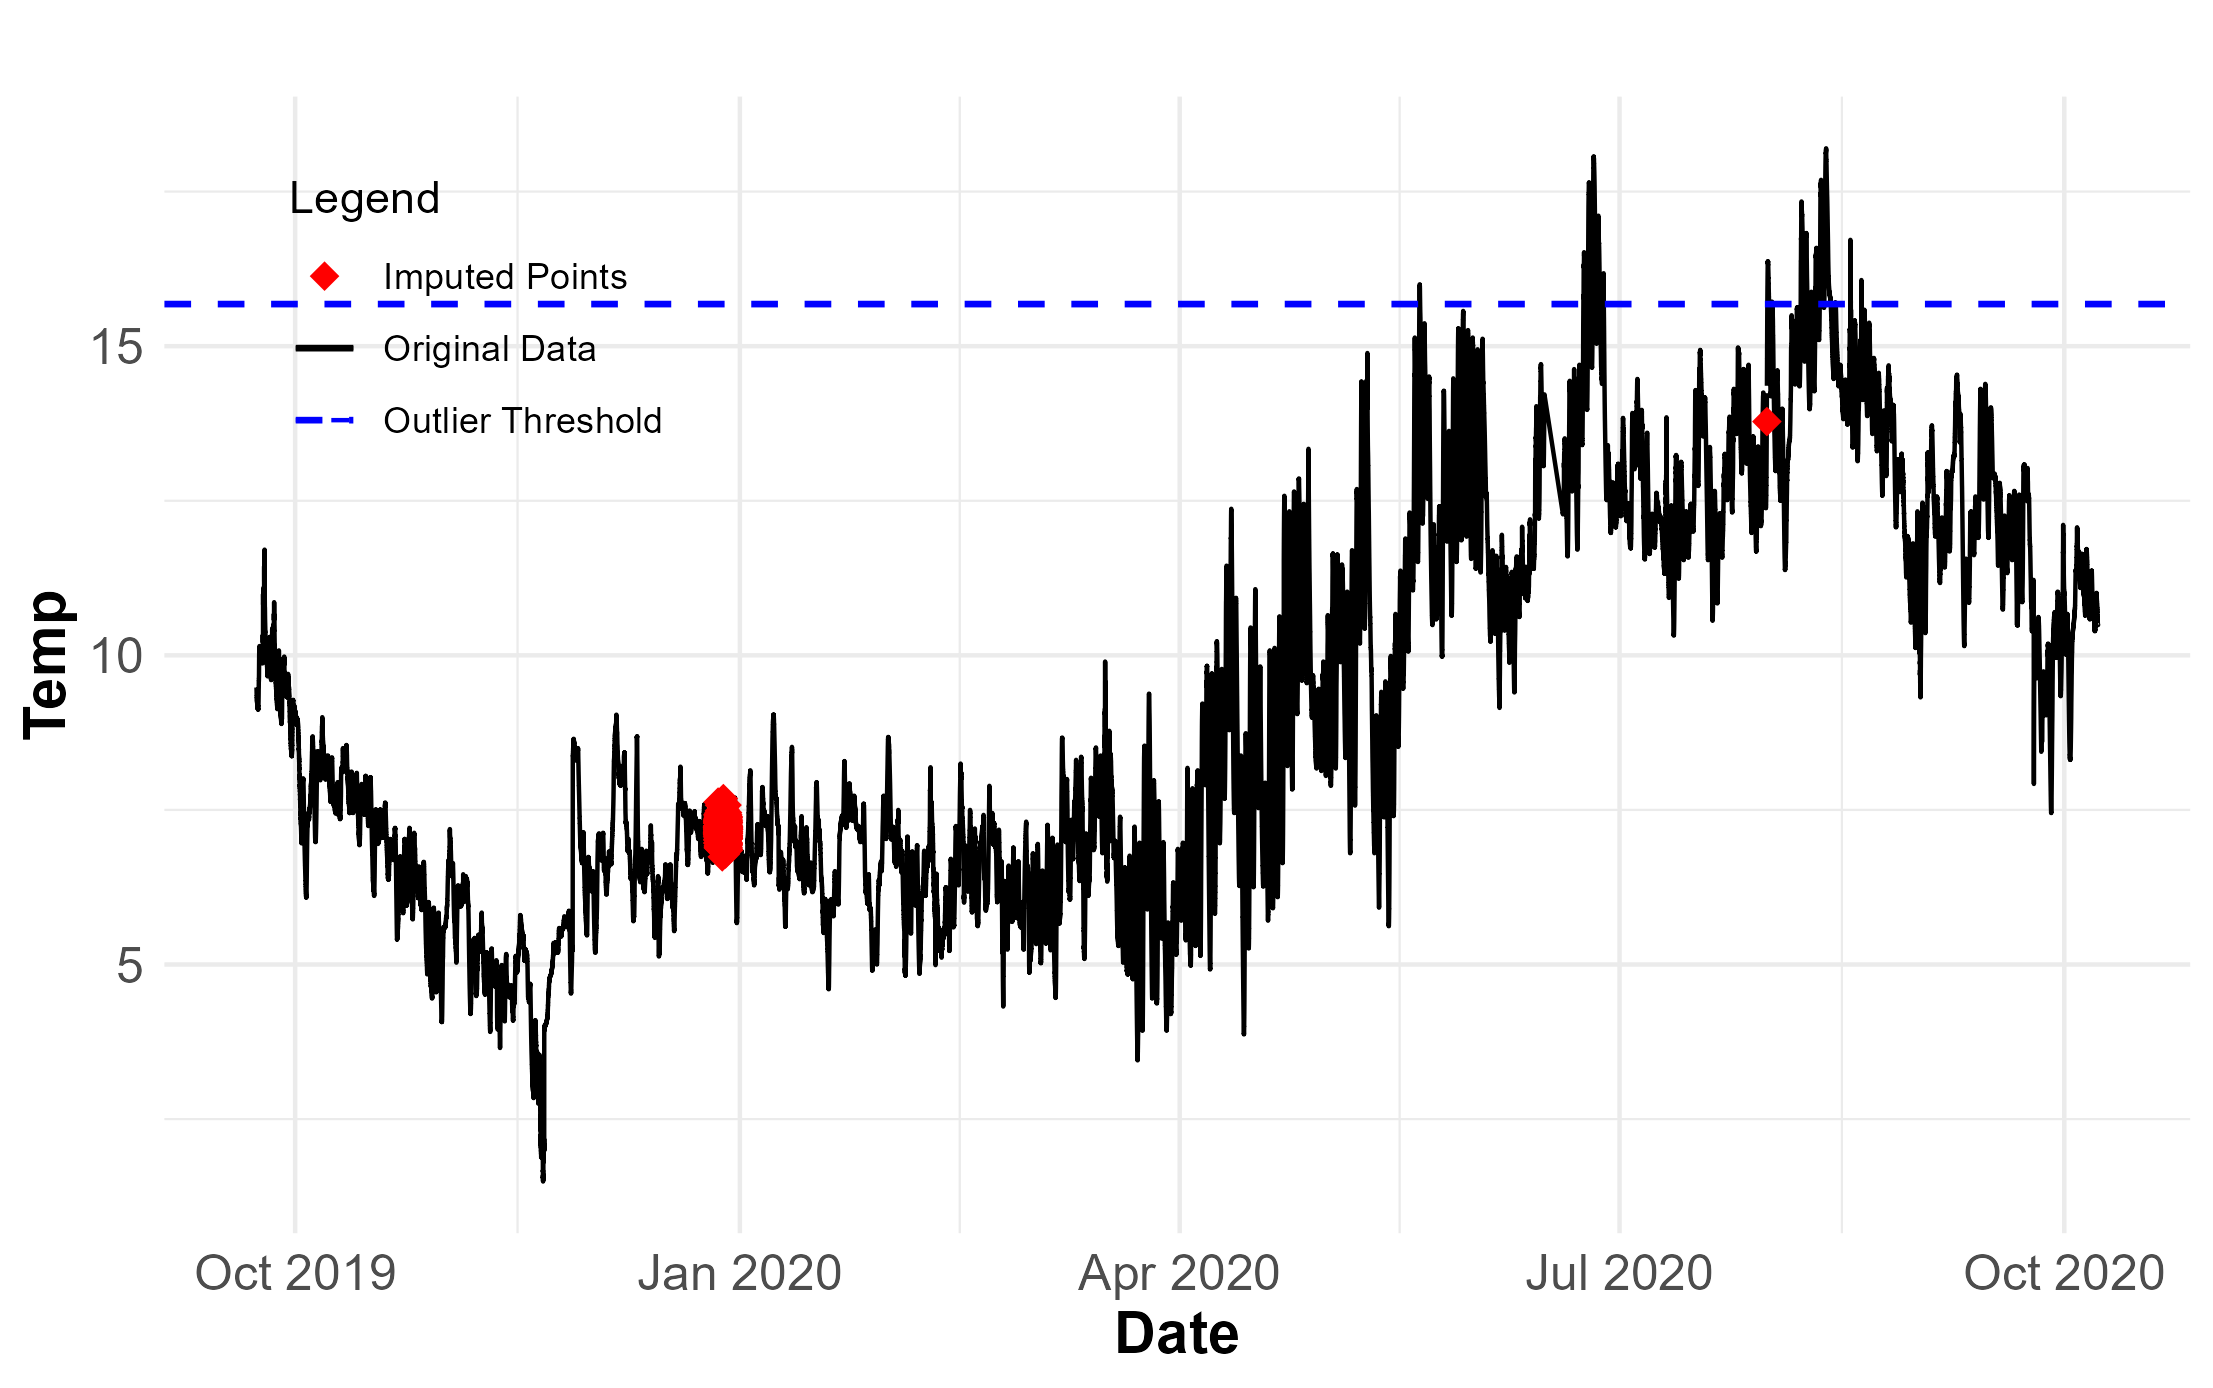 Legend
Imputed Points
Original Data
Outlier Threshold
15
10
5
Temp
Oct 2019
Jan 2020
Apr 2020
Jul 2020
Oct 2020
Date